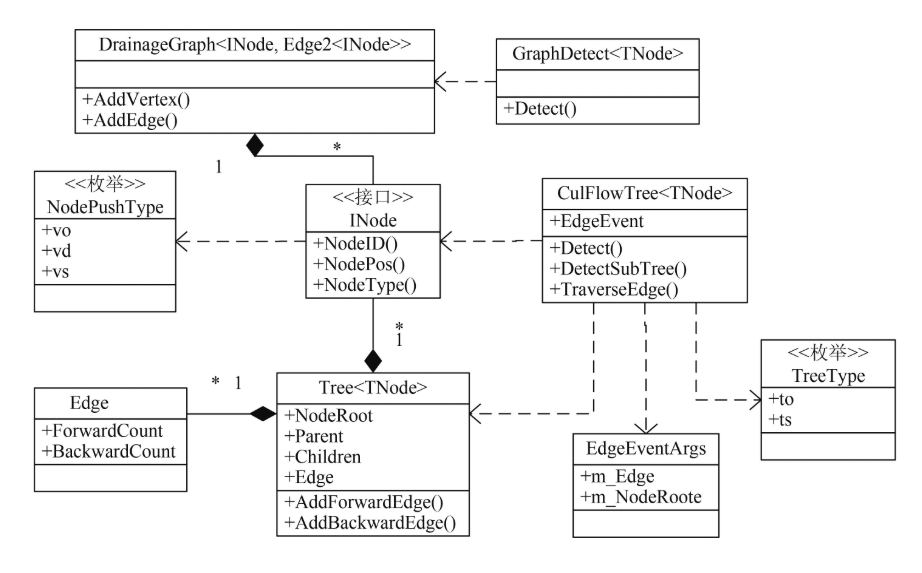 DrainageGraph<INode, Edge2<INode>>
+AddVertex()
+AddEdge()
GraphDetect<TNode>
+Detect()
1
*
<<枚举>>
NodePushType
+vo
+vd
+vs
<<接口>>
INode
+NodeID()
+NodePos()
+NodeType()
CulFlowTree<TNode>
+EdgeEvent
+Detect()
+DetectSubTree()
+TraverseEdge()
*
1
<<枚举>>
TreeType
+to
+ts
Edge
+ForwardCount
+BackwardCount
* 1
Tree<TNode>
+NodeRoot
+Parent
+Children
+Edge
+AddForwardEdge()
+AddBackwardEdge()
EdgeEventArgs
+m_Edge
+m_NodeRoote